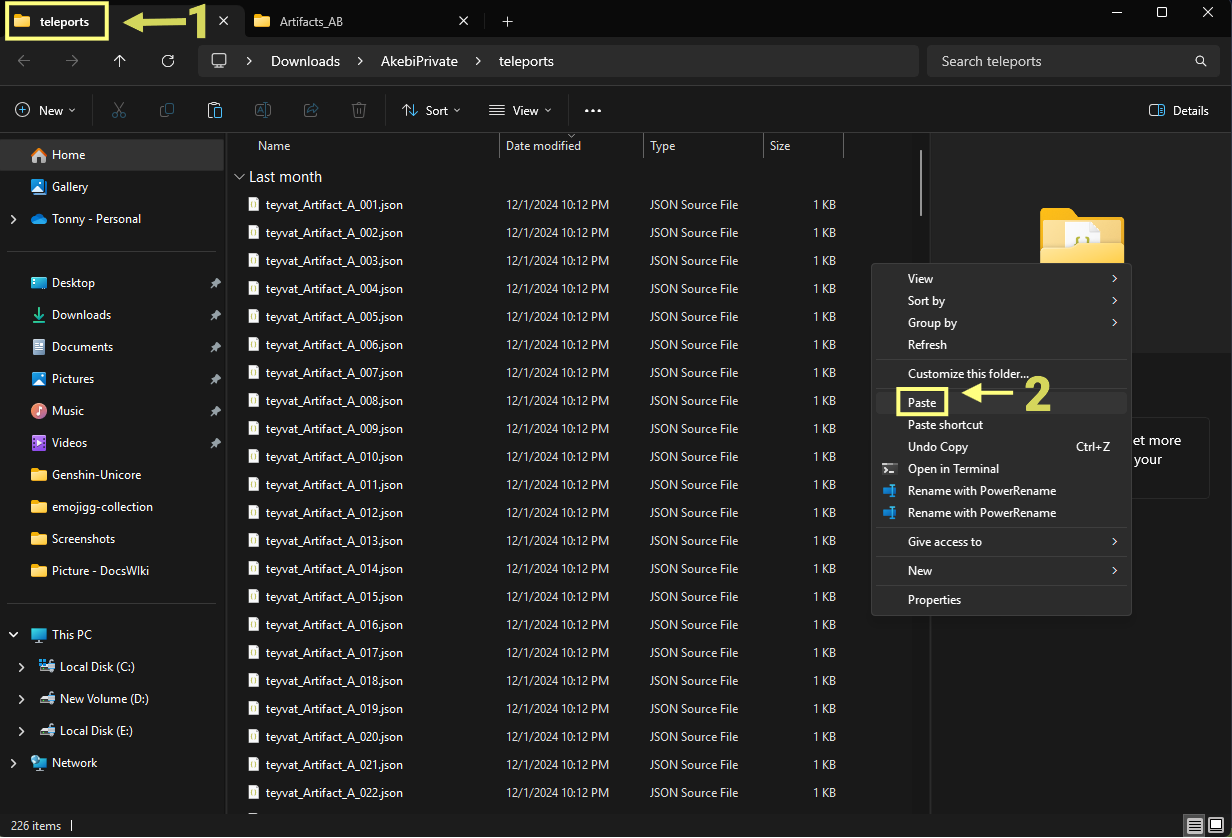 teleports
1
Artifacts_AB
Downloads
AkebiPrivate
teleports
Search teleports
New
Sort
View
Details
Home
Gallery
Tonny - Personal
Desktop
Downloads
Documents
Pictures
Music
Videos
Genshin-Unicore
emojigg-collection
Screenshots
Picture - DocsWIki
This PC
Local Disk (C:)
New Volume (D:)
Local Disk (E:)
Network
Name Date modified Type Size
Last month
teyvat_Artifact_A_001.json 12/1/2024 10:12 PM JSON Source File 1 KB
teyvat_Artifact_A_002.json 12/1/2024 10:12 PM JSON Source File 1 KB
teyvat_Artifact_A_003.json 12/1/2024 10:12 PM JSON Source File 1 KB
teyvat_Artifact_A_004.json 12/1/2024 10:12 PM JSON Source File 1 KB
teyvat_Artifact_A_005.json 12/1/2024 10:12 PM JSON Source File 1 KB
teyvat_Artifact_A_006.json 12/1/2024 10:12 PM JSON Source File 1 KB
teyvat_Artifact_A_007.json 12/1/2024 10:12 PM JSON Source File 1 KB
teyvat_Artifact_A_008.json 12/1/2024 10:12 PM JSON Source File 1 KB
teyvat_Artifact_A_009.json 12/1/2024 10:12 PM JSON Source File 1 KB
teyvat_Artifact_A_010.json 12/1/2024 10:12 PM JSON Source File 1 KB
teyvat_Artifact_A_011.json 12/1/2024 10:12 PM JSON Source File 1 KB
teyvat_Artifact_A_012.json 12/1/2024 10:12 PM JSON Source File 1 KB
teyvat_Artifact_A_013.json 12/1/2024 10:12 PM JSON Source File 1 KB
teyvat_Artifact_A_014.json 12/1/2024 10:12 PM JSON Source File 1 KB
teyvat_Artifact_A_015.json 12/1/2024 10:12 PM JSON Source File 1 KB
teyvat_Artifact_A_016.json 12/1/2024 10:12 PM JSON Source File 1 KB
teyvat_Artifact_A_017.json 12/1/2024 10:12 PM JSON Source File 1 KB
teyvat_Artifact_A_018.json 12/1/2024 10:12 PM JSON Source File 1 KB
teyvat_Artifact_A_019.json 12/1/2024 10:12 PM JSON Source File 1 KB
teyvat_Artifact_A_020.json 12/1/2024 10:12 PM JSON Source File 1 KB
teyvat_Artifact_A_021.json 12/1/2024 10:12 PM JSON Source File 1 KB
teyvat_Artifact_A_022.json 12/1/2024 10:12 PM JSON Source File 1 KB
View
Sort by
Group by
Refresh
Customize this folder...
Paste
2
Paste shortcut
Undo Copy Ctrl+Z
Open in Terminal
Rename with PowerRename
Rename with PowerRename
Give access to
New
Properties
more
your
226 items